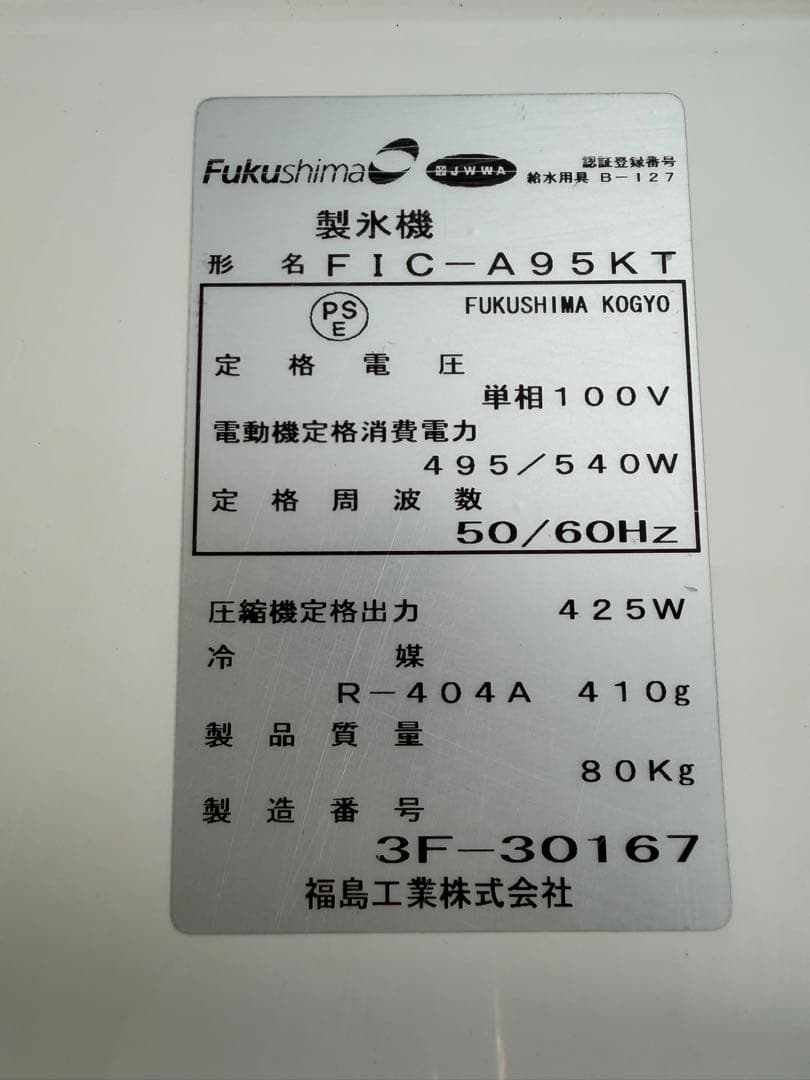 Fukushima JWWA 認証登録番号
給水用具 B-127
製氷機
形名 FIC-A95KT
PSE FUKUSHIMA KOGYO
定格電圧
単相100V
電動機定格消費電力
495/540W
定格周波数
50/60Hz
圧縮機定格出力 425W
冷媒
R-404A 410g
製品質量
80Kg
製造番号
3F-30167
福島工業株式会社